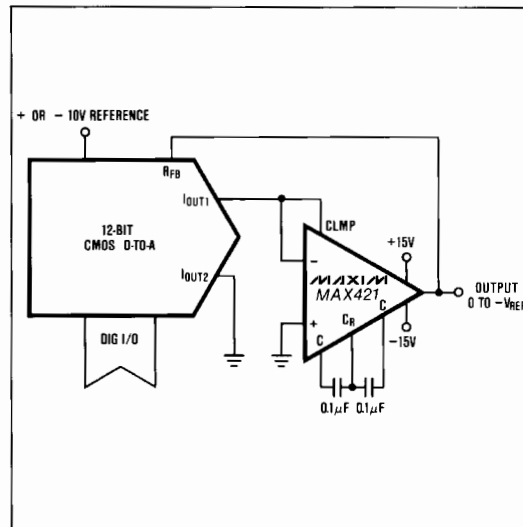 + OR - 10V REFERENCE
RFB
IOUT1
12-BIT
CMOS D-TO-A
IOUT2
DIG I/O
CLMP
+15V
-
MAXIM
MAX421
+
C
CR
C
-15V
OUTPUT
0 TO -VREF
0.1µF 0.1µF